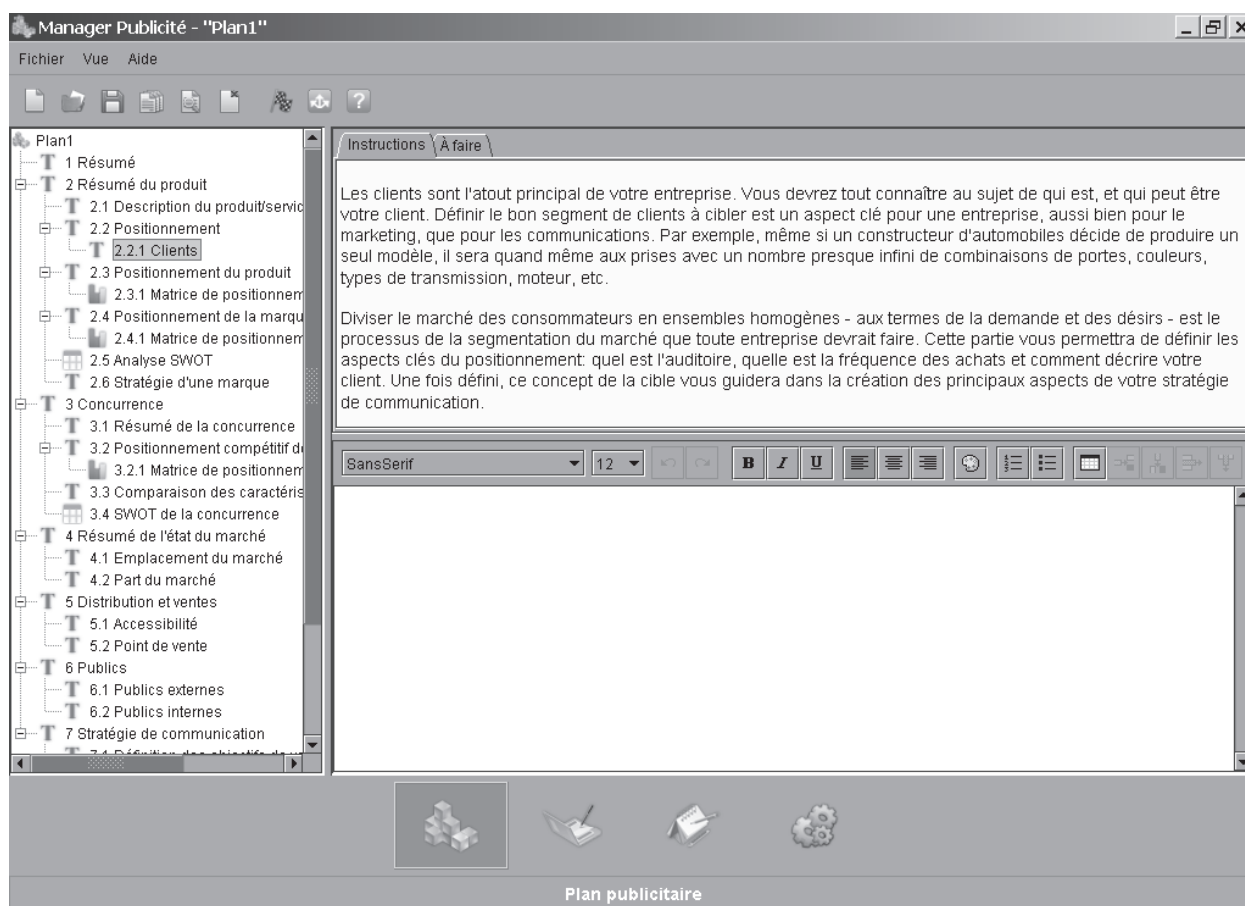 Manager Publicité - "Plan1"
Fichier Vue Aide
Plan1
1 Résumé
2 Résumé du produit
2.1 Description du produit/servic
2.2 Positionnement
2.2.1 Clients
2.3 Positionnement du produit
2.3.1 Matrice de positionnem
2.4 Positionnement de la marqu
2.4.1 Matrice de positionnem
2.5 Analyse SWOT
2.6 Stratégie d'une marque
3 Concurrence
3.1 Résumé de la concurrence
3.2 Positionnement compétitif d
3.2.1 Matrice de positionnem
3.3 Comparaison des caractéris
3.4 SWOT de la concurrence
4 Résumé de l'état du marché
4.1 Emplacement du marché
4.2 Part du marché
5 Distribution et ventes
5.1 Accessibilité
5.2 Point de vente
6 Publics
6.1 Publics externes
6.2 Publics internes
7 Stratégie de communication
7.1 Définition des objectifs de
Instructions À faire
Les clients sont l'atout principal de votre entreprise. Vous devrez tout connaître au sujet de qui est, et qui peut être
votre client. Définir le bon segment de clients à cibler est un aspect clé pour une entreprise, aussi bien pour le
marketing, que pour les communications. Par exemple, même si un constructeur d'automobiles décide de produire un
seul modèle, il sera quand même aux prises avec un nombre presque infini de combinaisons de portes, couleurs,
types de transmission, moteur, etc.
Diviser le marché des consommateurs en ensembles homogènes - aux termes de la demande et des désirs - est le
processus de la segmentation du marché que toute entreprise devrait faire. Cette partie vous permettra de définir les
aspects clés du positionnement: quel est l'auditoire, quelle est la fréquence des achats et comment décrire votre
client. Une fois défini, ce concept de la cible vous guidera dans la création des principaux aspects de votre stratégie
de communication.
SansSerif 12 B I U
Plan publicitaire